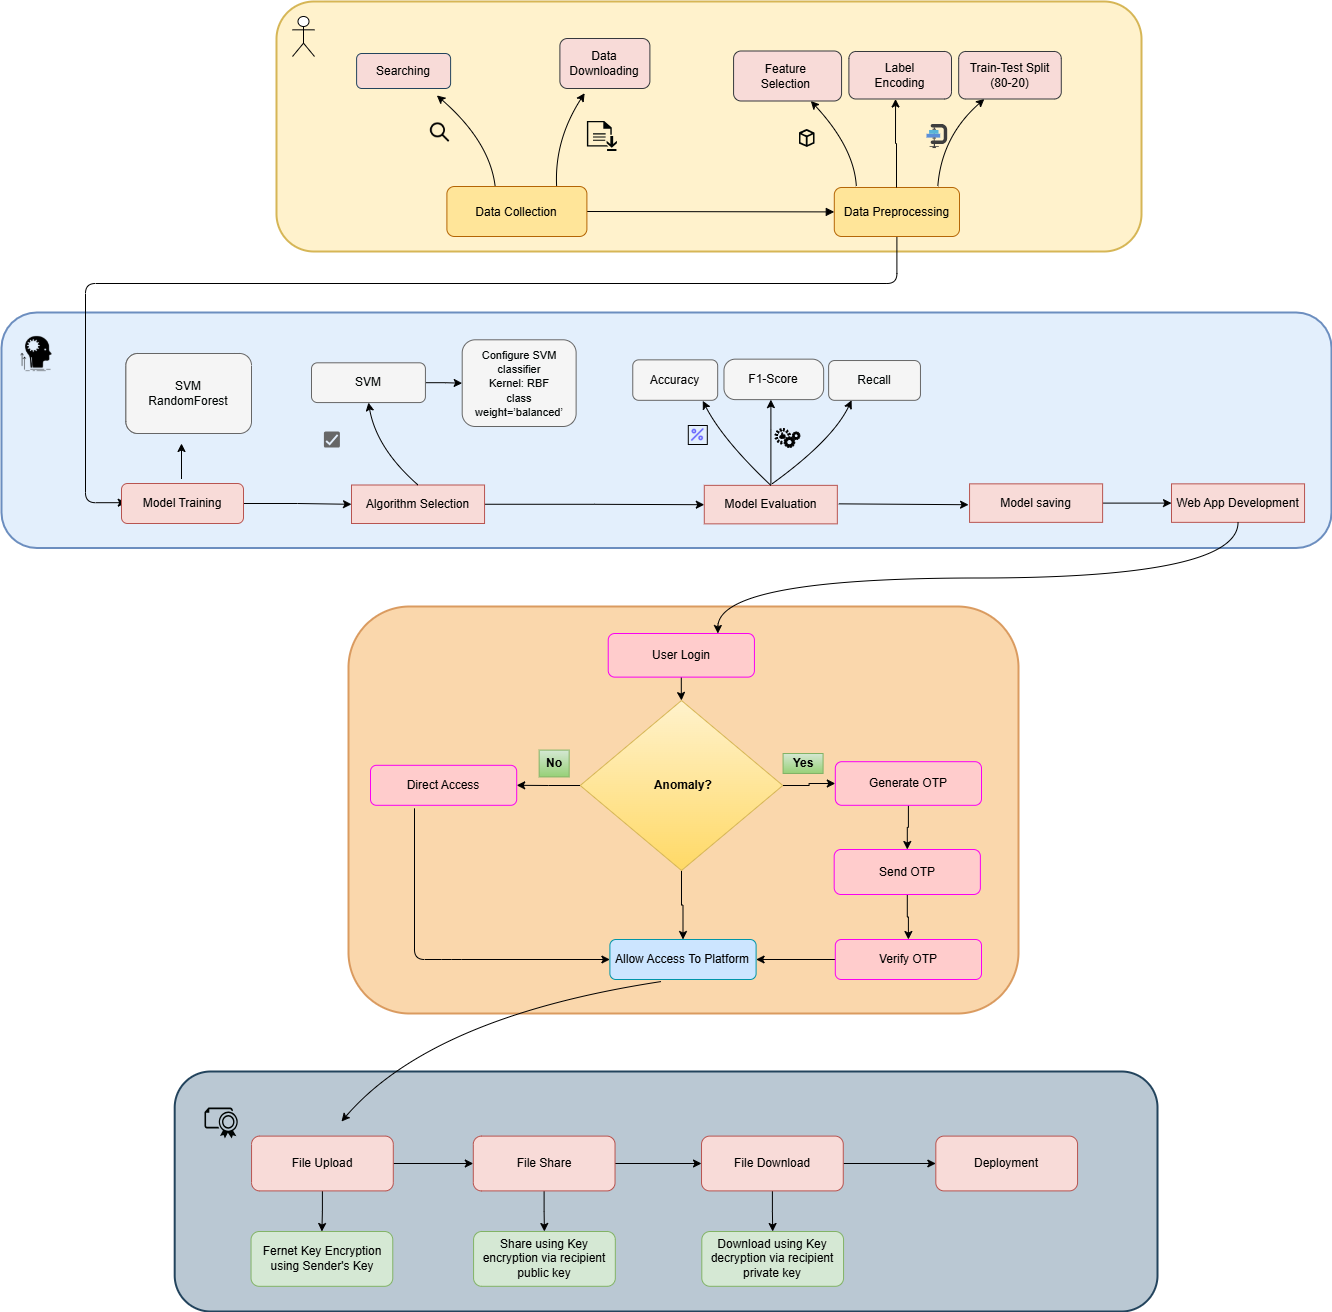 Searching
Data
Downloading
Feature
Selection
Label
Encoding
Train-Test Split
(80-20)
Data Collection
Data Preprocessing
SVM
RandomForest
SVM
Configure SVM
classifier
Kernel: RBF
class
weight='balanced'
Accuracy
F1-Score
Recall
Model Training
Algorithm Selection
Model Evaluation
Model saving
Web App Development
User Login
No
Yes
Direct Access
Anomaly?
Generate OTP
Send OTP
Allow Access To Platform
Verify OTP
File Upload
File Share
File Download
Deployment
Fernet Key Encryption
using Sender's Key
Share using Key
encryption via recipient
public key
Download using Key
decryption via recipient
private key